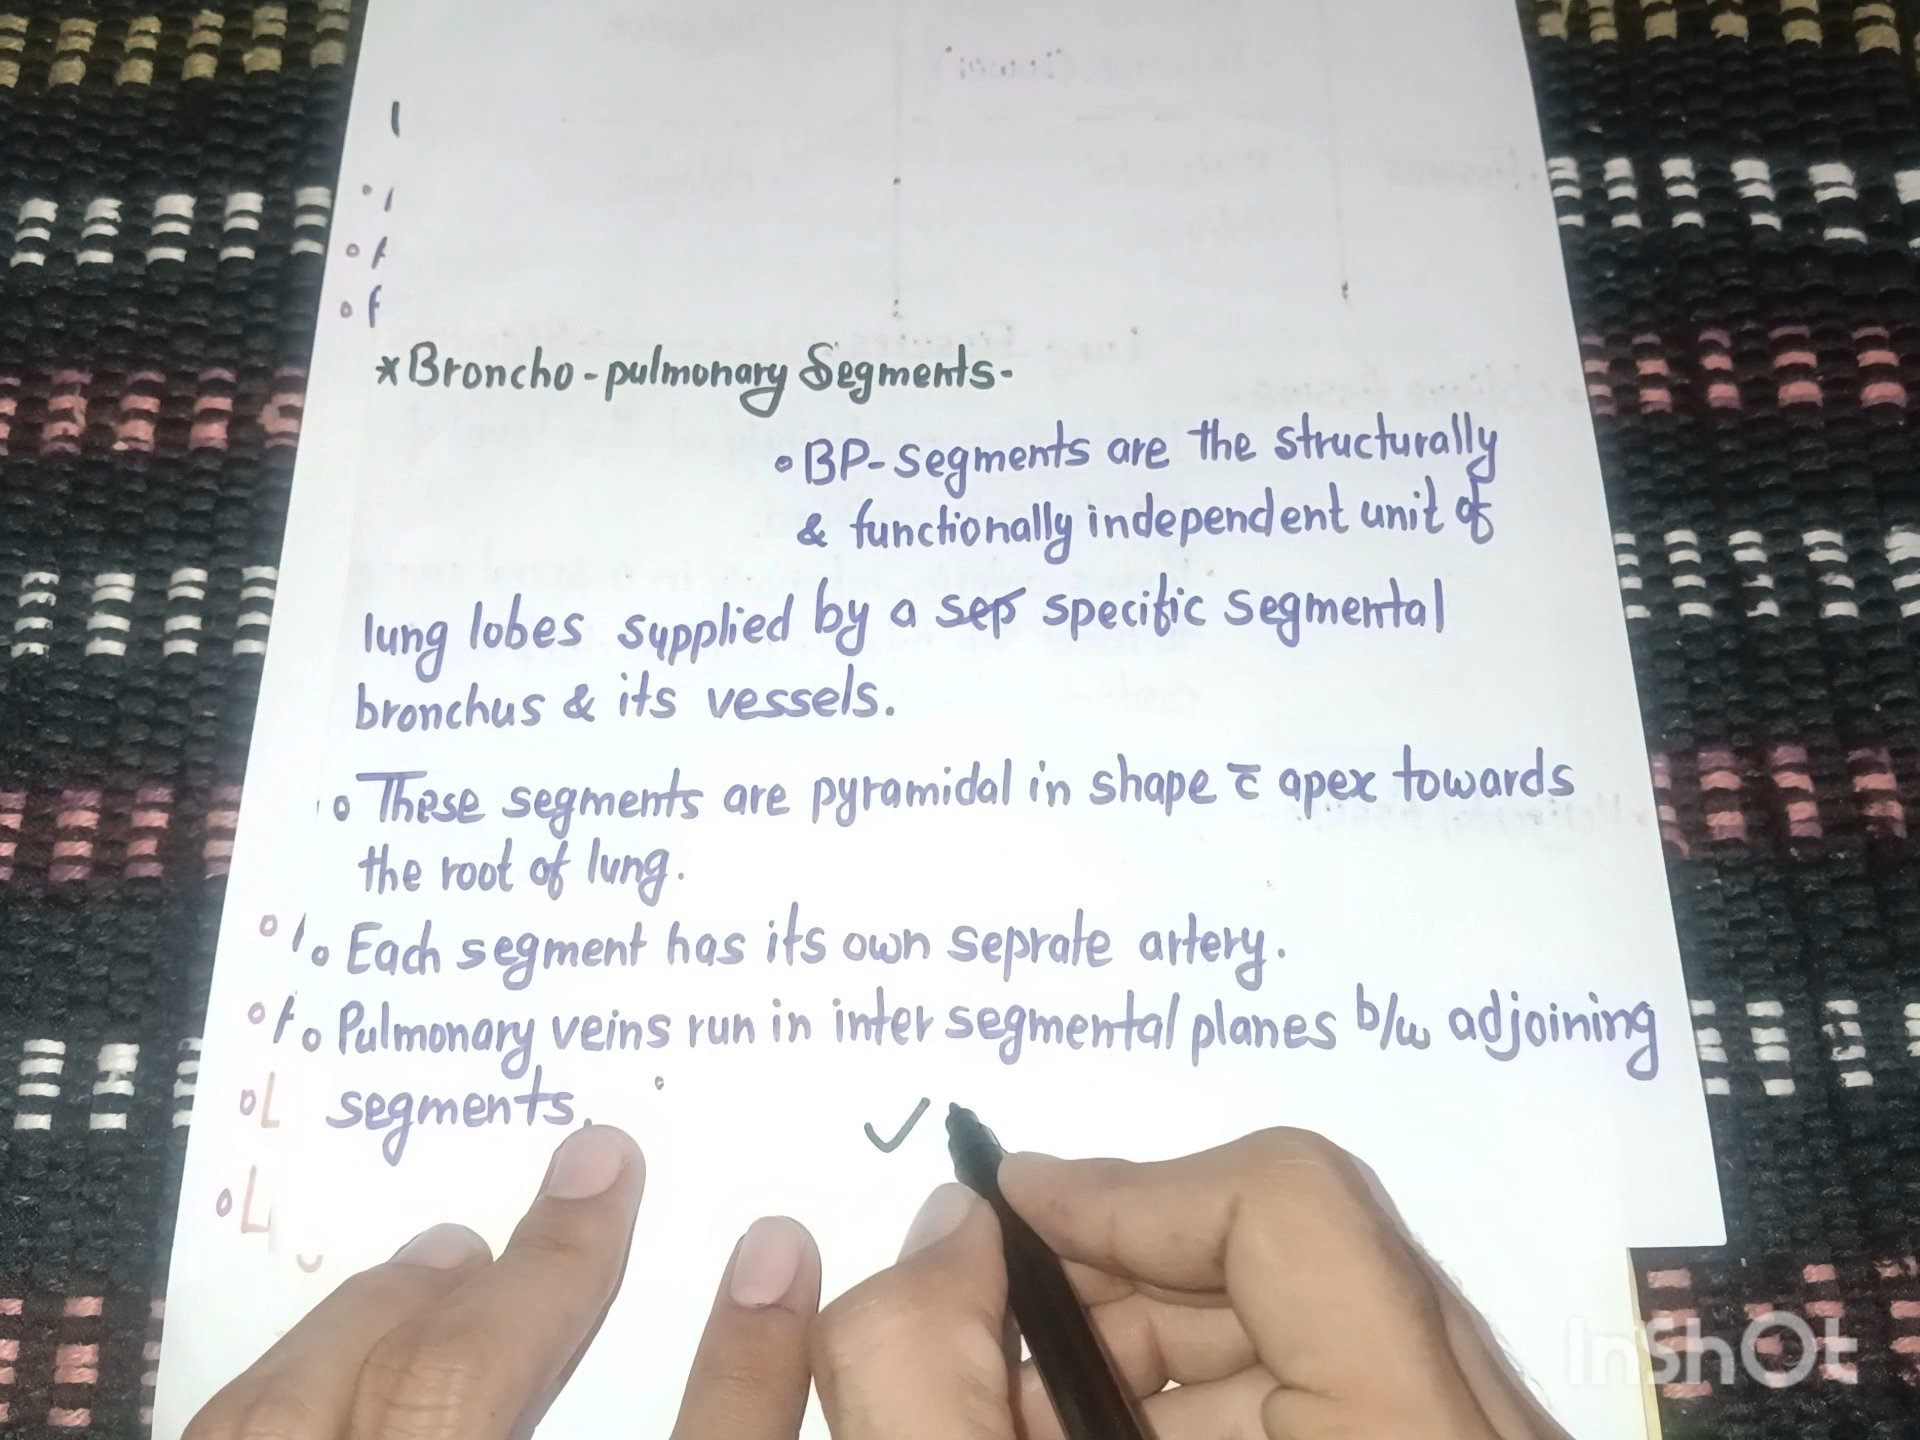 * Broncho-pulmonary Segments-
• BP-segments are the structurally
& functionally independent unit of
lung lobes supplied by a sep specific segmental
bronchus & its vessels.
o These segments are pyramidal in shape c̅ apex towards
the root of lung.
o Each segment has its own seprate artery.
o Pulmonary veins run in inter segmental planes b/w adjoining
segments.
InShOt